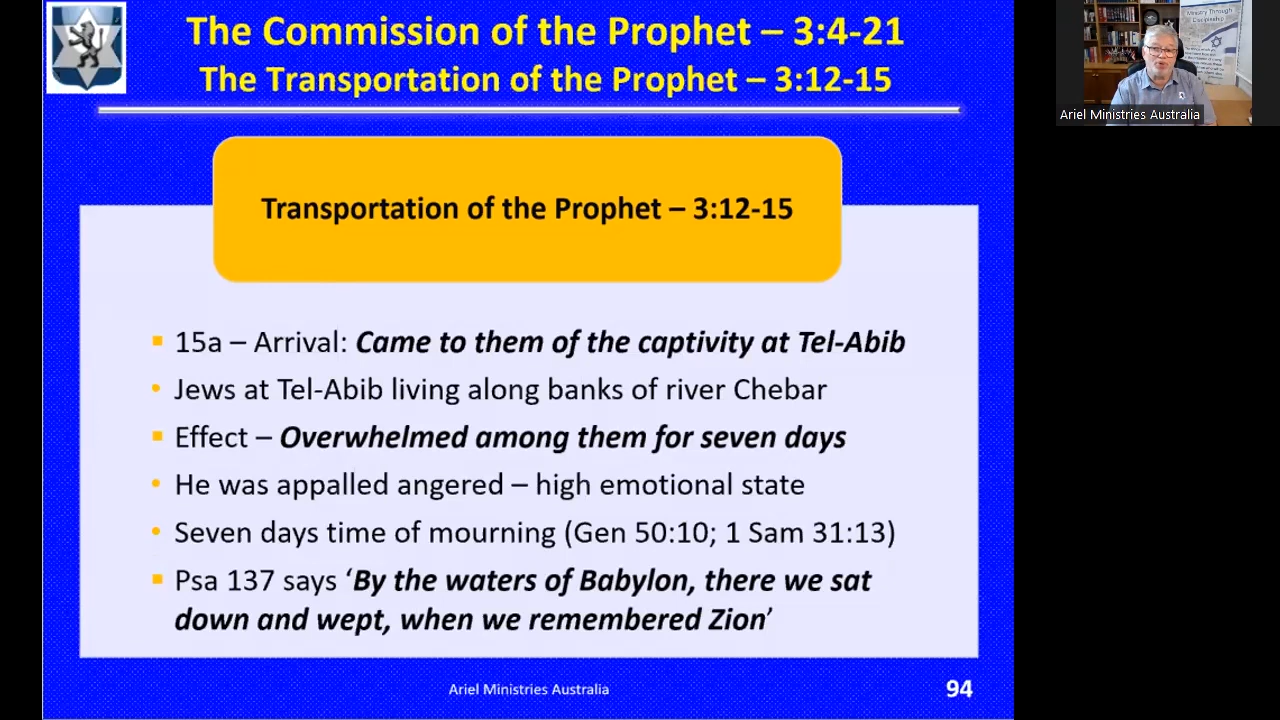 The Commission of the Prophet – 3:4-21
The Transportation of the Prophet – 3:12-15
Transportation of the Prophet – 3:12-15
15a – Arrival: Came to them of the captivity at Tel-Abib
Jews at Tel-Abib living along banks of river Chebar
Effect – Overwhelmed among them for seven days
He was appalled angered – high emotional state
Seven days time of mourning (Gen 50:10; 1 Sam 31:13)
Psa 137 says ‘By the waters of Babylon, there we sat
down and wept, when we remembered Zion’
Ariel Ministries Australia
94
Ministry Through
Discipleship
Ariel Ministries Australia